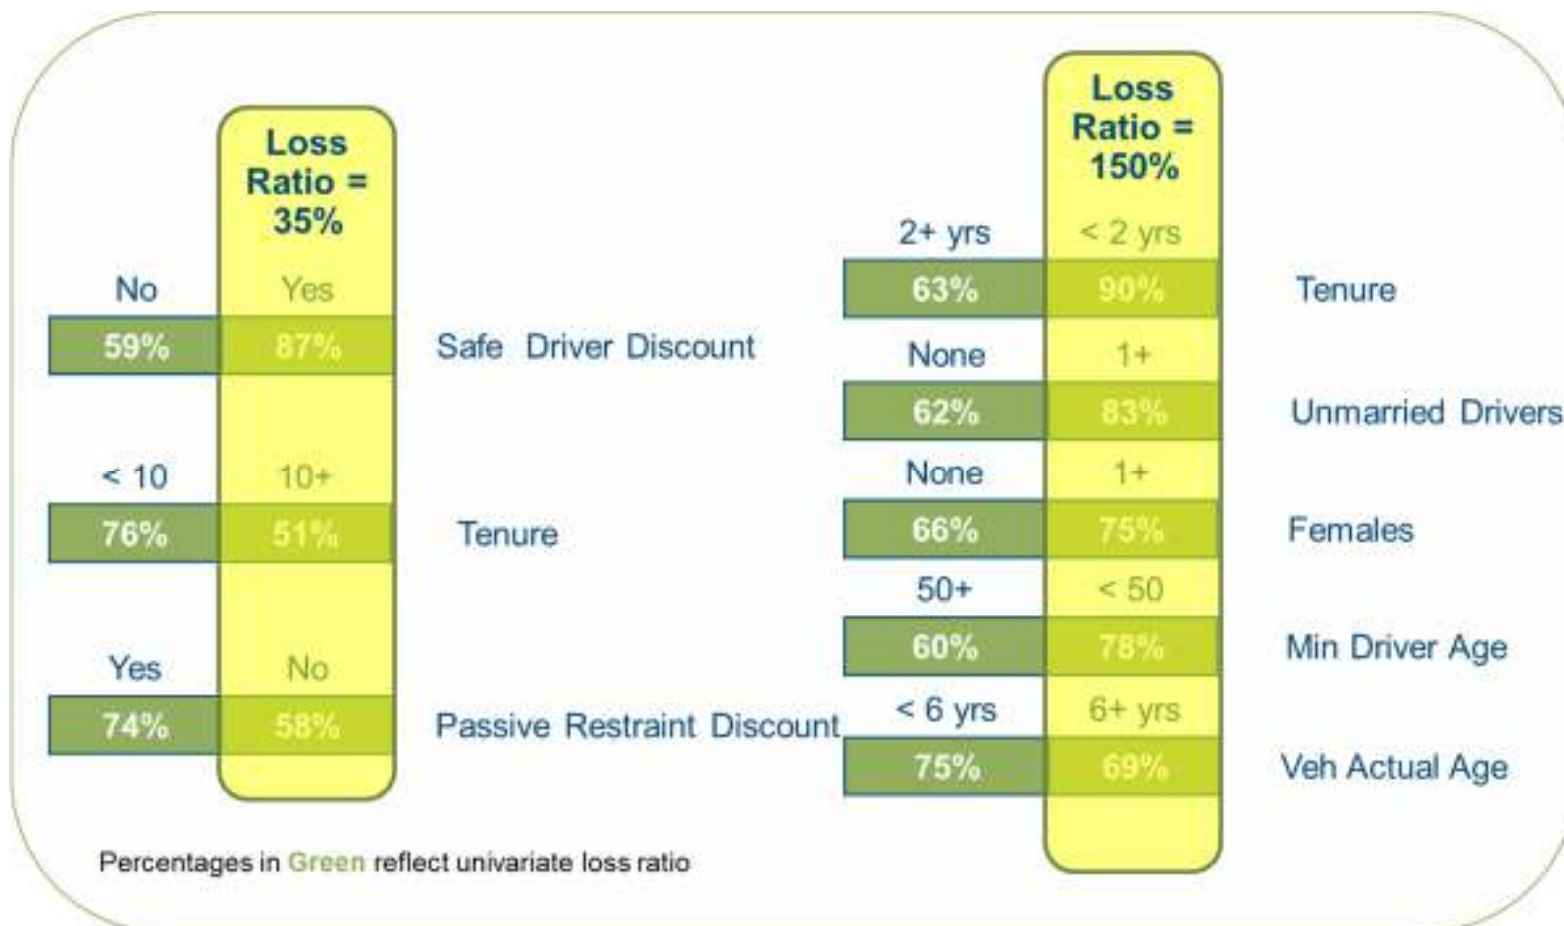 Loss
Ratio =
35%
No Yes
59% 87% Safe Driver Discount
< 10 10+
76% 51% Tenure
Yes No
74% 58% Passive Restraint Discount
Loss
Ratio =
150%
2+ yrs < 2 yrs
63% 90% Tenure
None 1+
62% 83% Unmarried Drivers
None 1+
66% 75% Females
50+ < 50
60% 78% Min Driver Age
< 6 yrs 6+ yrs
75% 69% Veh Actual Age
Percentages in Green reflect univariate loss ratio